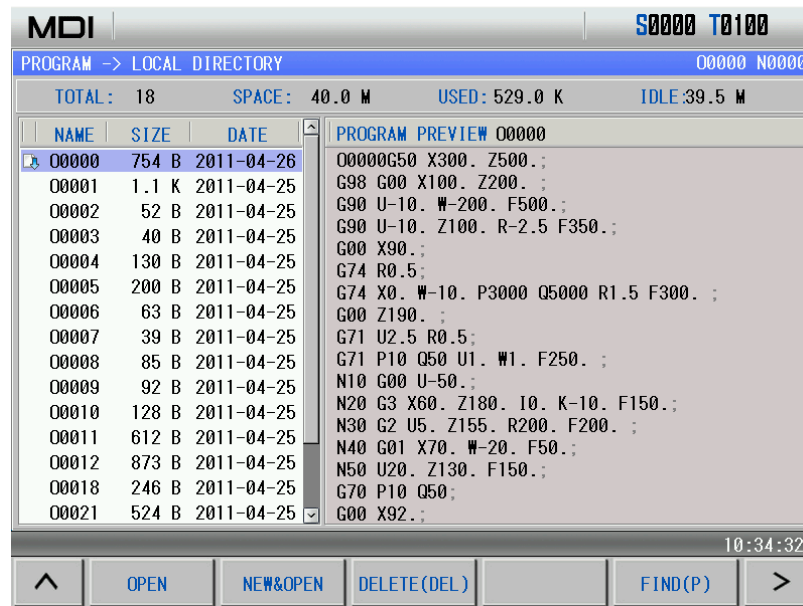 MDI S0000 T0100
PROGRAM -> LOCAL DIRECTORY O0000 N0000
TOTAL: 18 SPACE: 40.0 M USED: 529.0 K IDLE:39.5 M
NAME SIZE DATE
O0000 754 B 2011-04-26
O0001 1.1 K 2011-04-25
O0002 52 B 2011-04-25
O0003 40 B 2011-04-25
O0004 130 B 2011-04-25
O0005 200 B 2011-04-25
O0006 63 B 2011-04-25
O0007 39 B 2011-04-25
O0008 85 B 2011-04-25
O0009 92 B 2011-04-25
O0010 128 B 2011-04-25
O0011 612 B 2011-04-25
O0012 873 B 2011-04-25
O0018 246 B 2011-04-25
O0021 524 B 2011-04-25
PROGRAM PREVIEW O0000
O0000G50 X300. Z500.;
G98 G00 X100. Z200. ;
G90 U-10. W-200. F500.;
G90 U-10. Z100. R-2.5 F350.;
G00 X90.;
G74 R0.5;
G74 X0. W-10. P3000 Q5000 R1.5 F300. ;
G00 Z190. ;
G71 U2.5 R0.5;
G71 P10 Q50 U1. W1. F250. ;
N10 G00 U-50.;
N20 G3 X60. Z180. I0. K-10. F150.;
N30 G2 U5. Z155. R200. F200. ;
N40 G01 X70. W-20. F50.;
N50 U20. Z130. F150.;
G70 P10 Q50;
G00 X92.;
10:34:32
OPEN NEW&OPEN DELETE(DEL) FIND(P) >